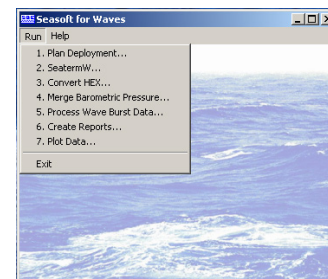 Seasoft for Waves
Run Help
1. Plan Deployment...
2. SeatermW...
3. Convert HEX...
4. Merge Barometric Pressure...
5. Process Wave Burst Data...
6. Create Reports...
7. Plot Data...
Exit